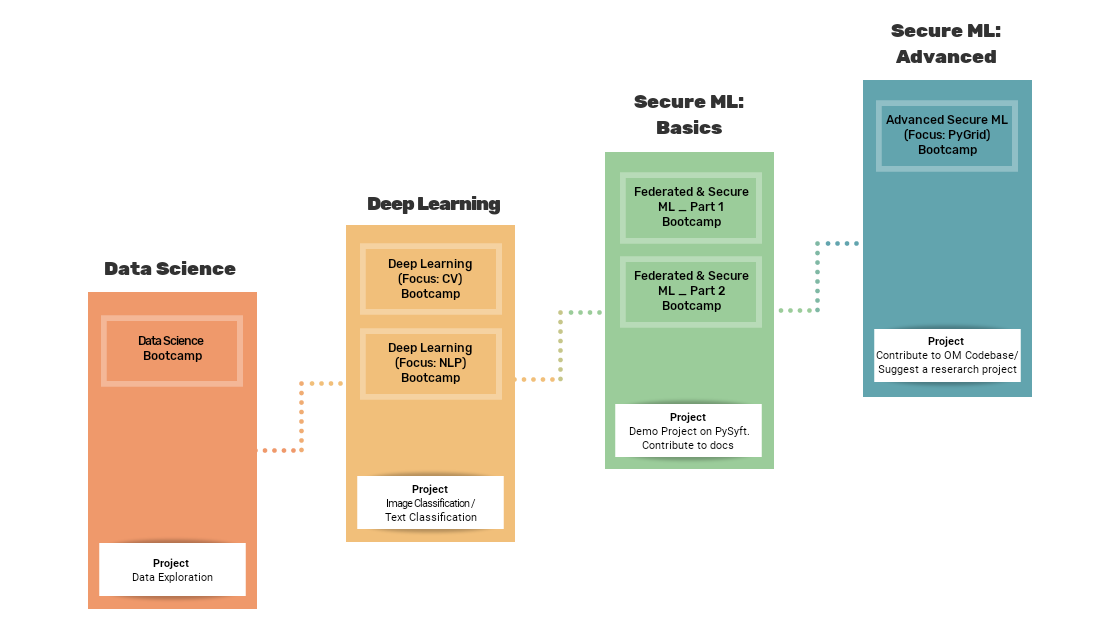 Data Science
Data Science
Bootcamp
Project
Data Exploration
Deep Learning
Deep Learning
(Focus: CV)
Bootcamp
Deep Learning
(Focus: NLP)
Bootcamp
Project
Image Classification /
Text Classification
Secure ML:
Basics
Federated & Secure
ML _ Part 1
Bootcamp
Federated & Secure
ML _ Part 2
Bootcamp
Project
Demo Project on PySyft.
Contribute to docs
Secure ML:
Advanced
Advanced Secure ML
(Focus: PyGrid)
Bootcamp
Project
Contribute to OM Codebase/
Suggest a reserarch project